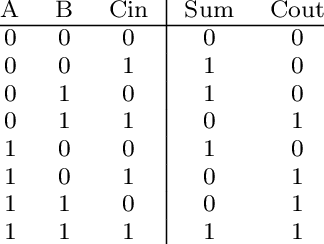 A B Cin Sum Cout
0 0 0 0 0
0 0 1 1 0
0 1 0 1 0
0 1 1 0 1
1 0 0 1 0
1 0 1 0 1
1 1 0 0 1
1 1 1 1 1